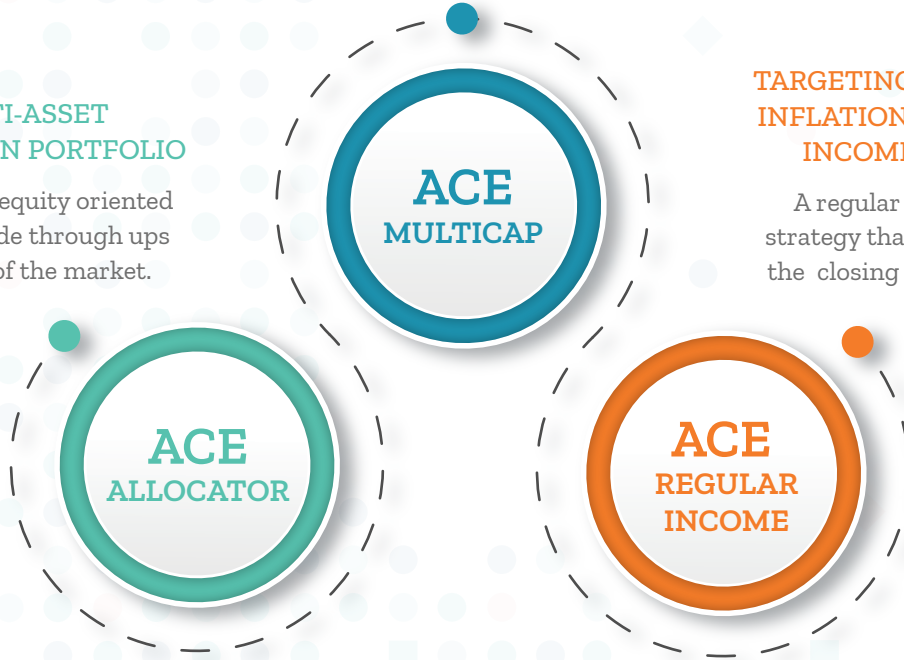 TI-ASSET
N PORTFOLIO
equity oriented
de through ups
of the market.
ACE
MULTICAP
TARGETING
INFLATION
INCOME
A regular
strategy tha
the closing
ACE
ALLOCATOR
ACE
REGULAR
INCOME